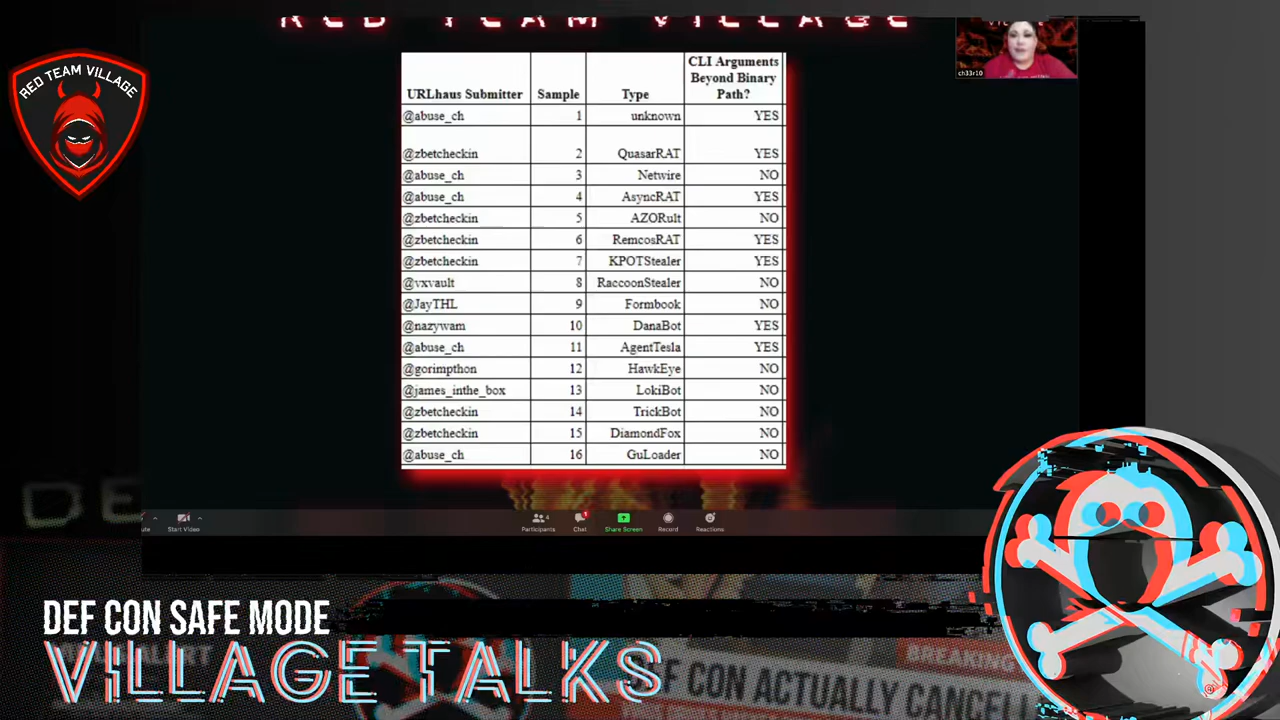 RED TEAM VILLAGE
RED TEAM VILLAGE
ch33r10
URLhaus Submitter Sample Type CLI Arguments Beyond Binary Path?
@abuse_ch 1 unknown YES
@zbetcheckin 2 QuasarRAT YES
@abuse_ch 3 Netwire NO
@abuse_ch 4 AsyncRAT YES
@zbetcheckin 5 AZORult NO
@zbetcheckin 6 RemcosRAT YES
@zbetcheckin 7 KPOTStealer YES
@vxvault 8 RaccoonStealer NO
@JayTHL 9 Formbook NO
@nazywam 10 DanaBot YES
@abuse_ch 11 AgentTesla YES
@gorimpthon 12 HawkEye NO
@james_inthe_box 13 LokiBot NO
@zbetcheckin 14 TrickBot NO
@zbetcheckin 15 DiamondFox NO
@abuse_ch 16 GuLoader NO
DE
Start Video Participants 4 Chat 1 Share Screen Record Reactions
DEF CON SAFE MODE
VILLAGE TALKS
BREAKING
DEF CON ACTUALLY CANCELL